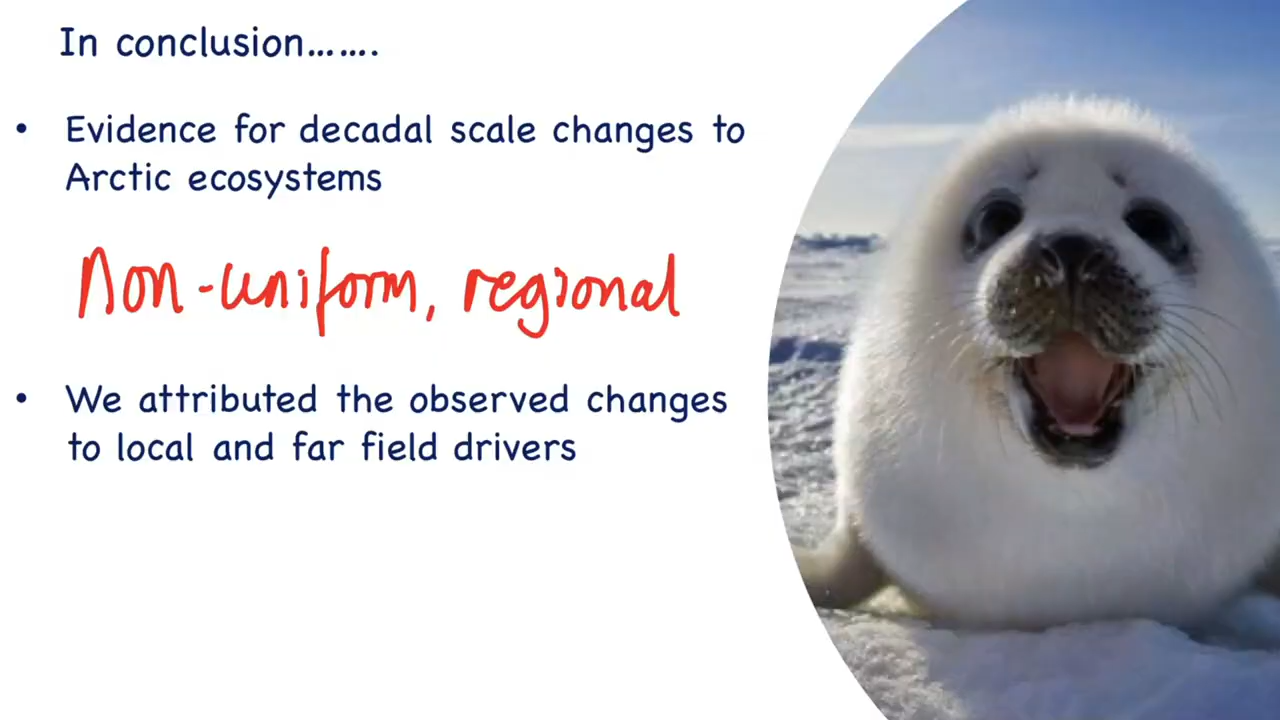 In conclusion.......
• Evidence for decadal scale changes to
Arctic ecosystems
Non-uniform, regional
• We attributed the observed changes
to local and far field drivers